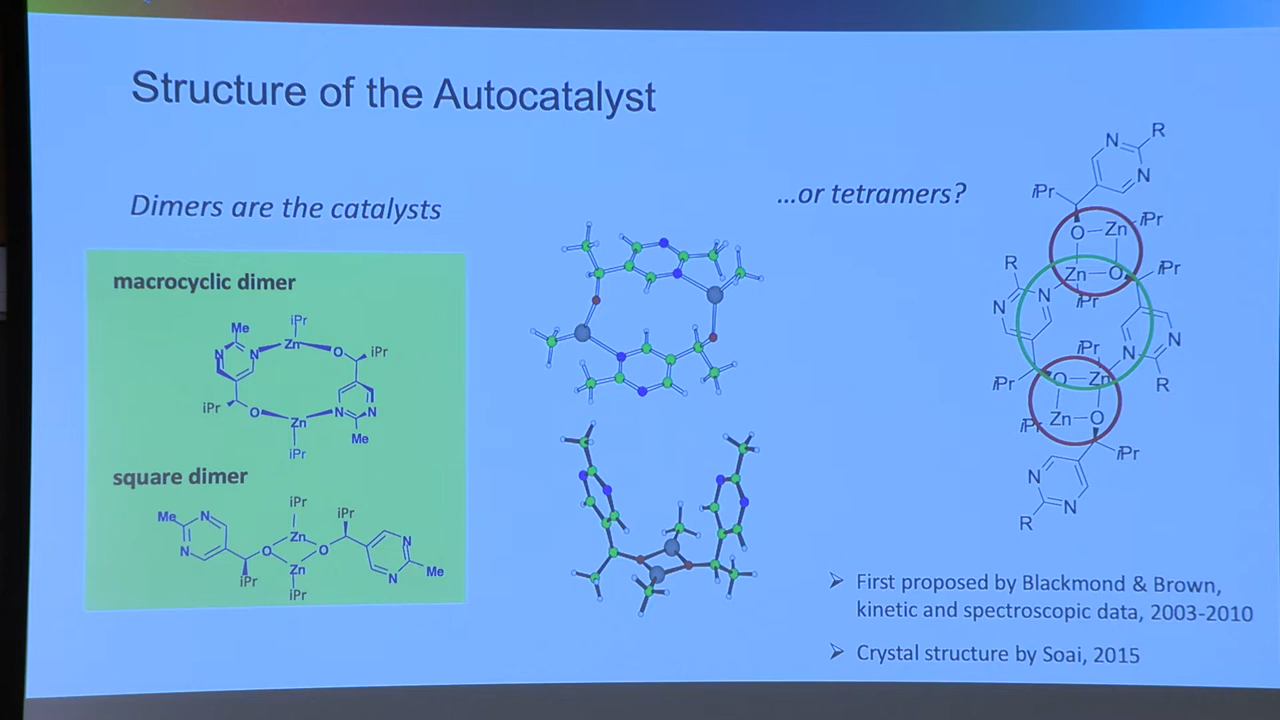 Structure of the Autocatalyst
Dimers are the catalysts
...or tetramers?
macrocyclic dimer
iPr
Me
Zn
N
N
O
iPr
iPr
O
Zn
N
N
Me
iPr
square dimer
iPr
iPr
Me
N
Zn
N
O
O
N
Zn
N
Me
iPr
iPr
R
N
N
iPr
iPr
O
Zn
R
Zn
O
iPr
N
N
iPr
iPr
N
N
iPr
O
Zn
R
iPr
Zn
O
iPr
N
N
R
➢ First proposed by Blackmond & Brown,
kinetic and spectroscopic data, 2003-2010
➢ Crystal structure by Soai, 2015